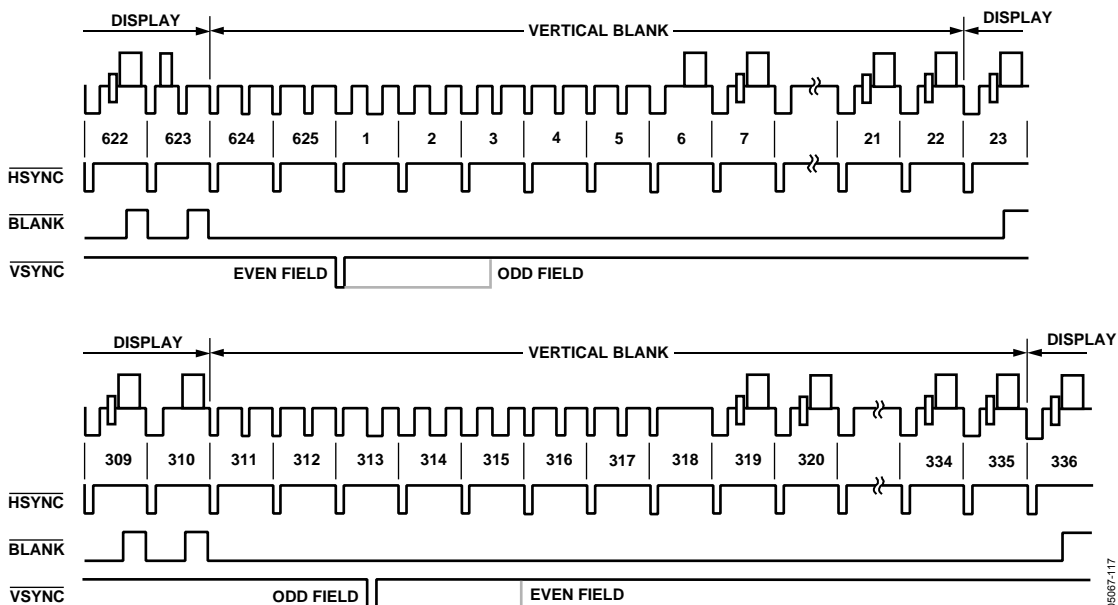 DISPLAY VERTICAL BLANK DISPLAY
622 623 624 625 1 2 3 4 5 6 7 21 22 23
HSYNC
BLANK
VSYNC EVEN FIELD ODD FIELD
DISPLAY VERTICAL BLANK DISPLAY
309 310 311 312 313 314 315 316 317 318 319 320 334 335 336
HSYNC
BLANK
VSYNC ODD FIELD EVEN FIELD
05067-117